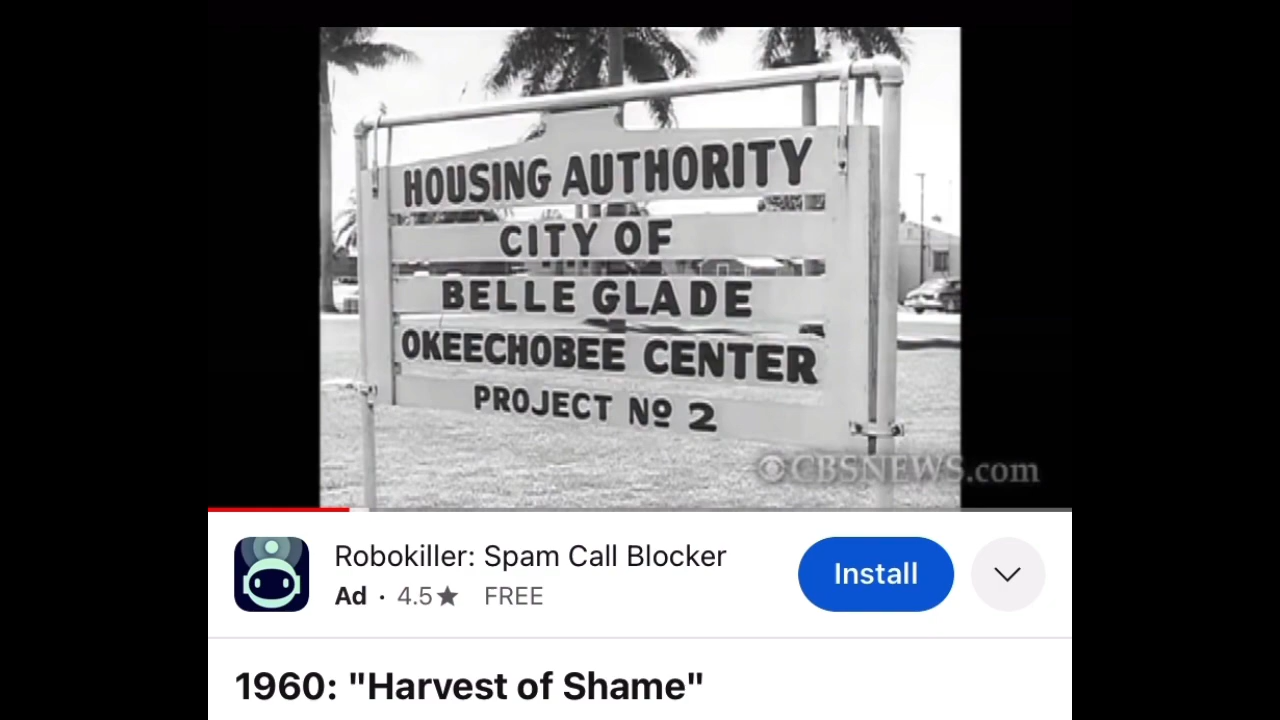 HOUSING AUTHORITY
CITY OF
BELLE GLADE
OKEECHOBEE CENTER
PROJECT Nº 2
CBSNEWS.com
Robokiller: Spam Call Blocker
Install
Ad · 4.5★ FREE
1960: "Harvest of Shame"